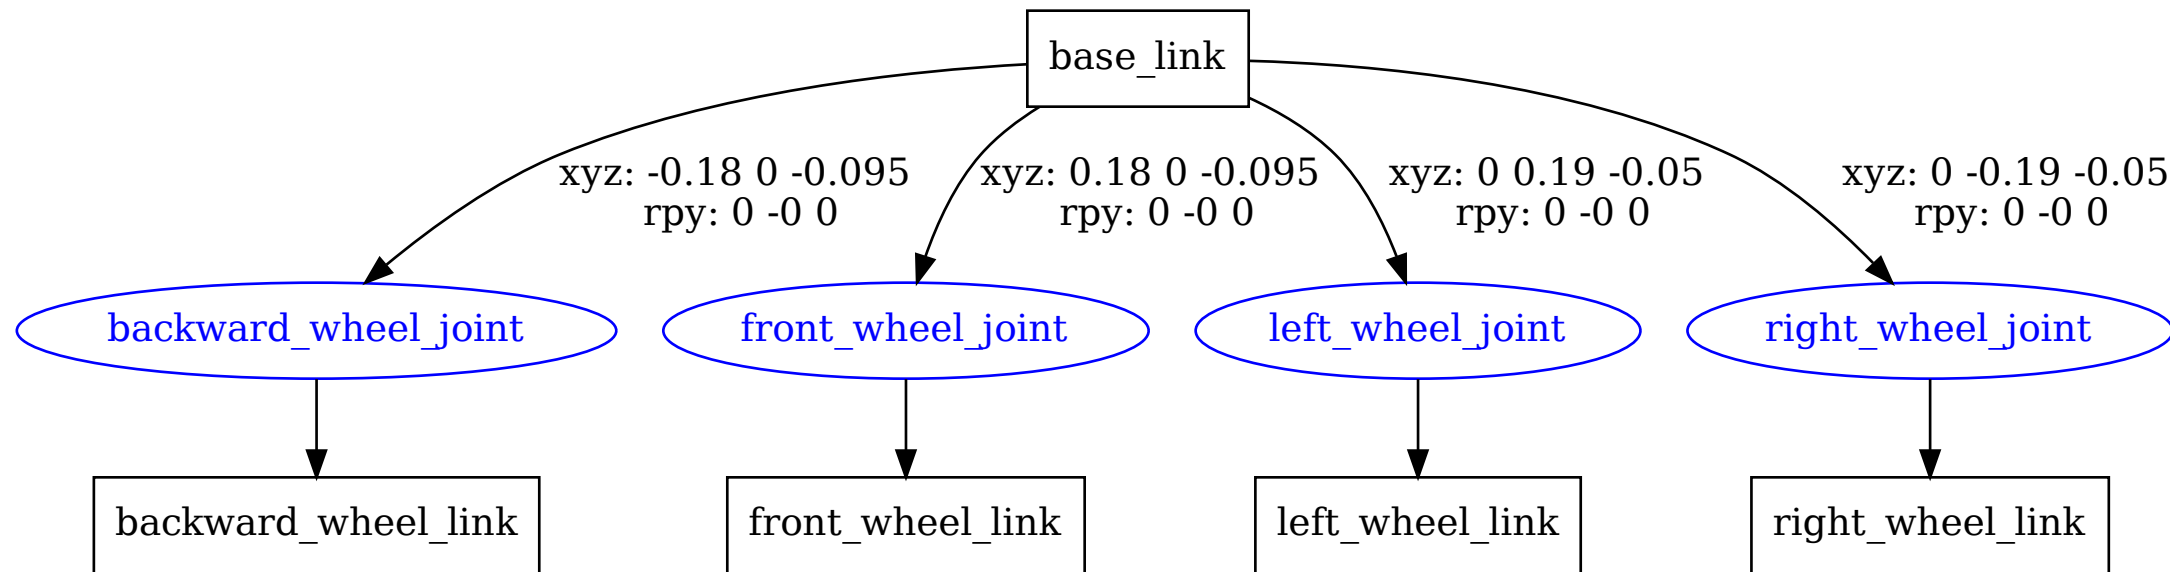 base_link
xyz: -0.18 0 -0.095
rpy: 0 -0 0
xyz: 0.18 0 -0.095
rpy: 0 -0 0
xyz: 0 0.19 -0.05
rpy: 0 -0 0
xyz: 0 -0.19 -0.05
rpy: 0 -0 0
backward_wheel_joint
front_wheel_joint
left_wheel_joint
right_wheel_joint
backward_wheel_link
front_wheel_link
left_wheel_link
right_wheel_link